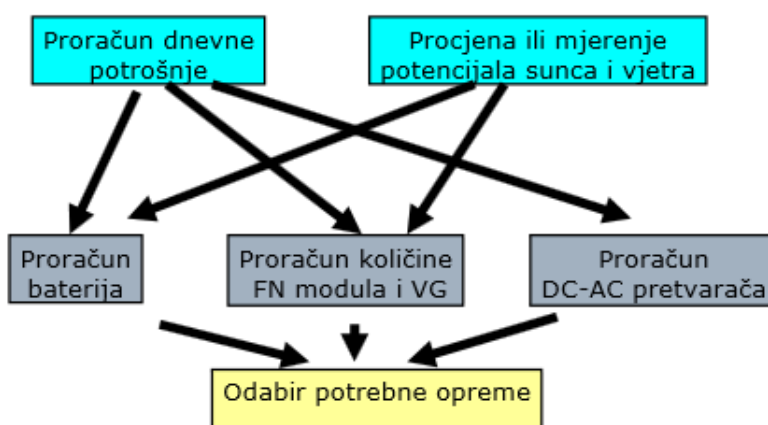 Proračun dnevne
potrošnje
Procjena ili mjerenje
potencijala sunca i vjetra
Proračun
baterija
Proračun količine
FN modula i VG
Proračun
DC-AC pretvarača
Odabir potrebne opreme